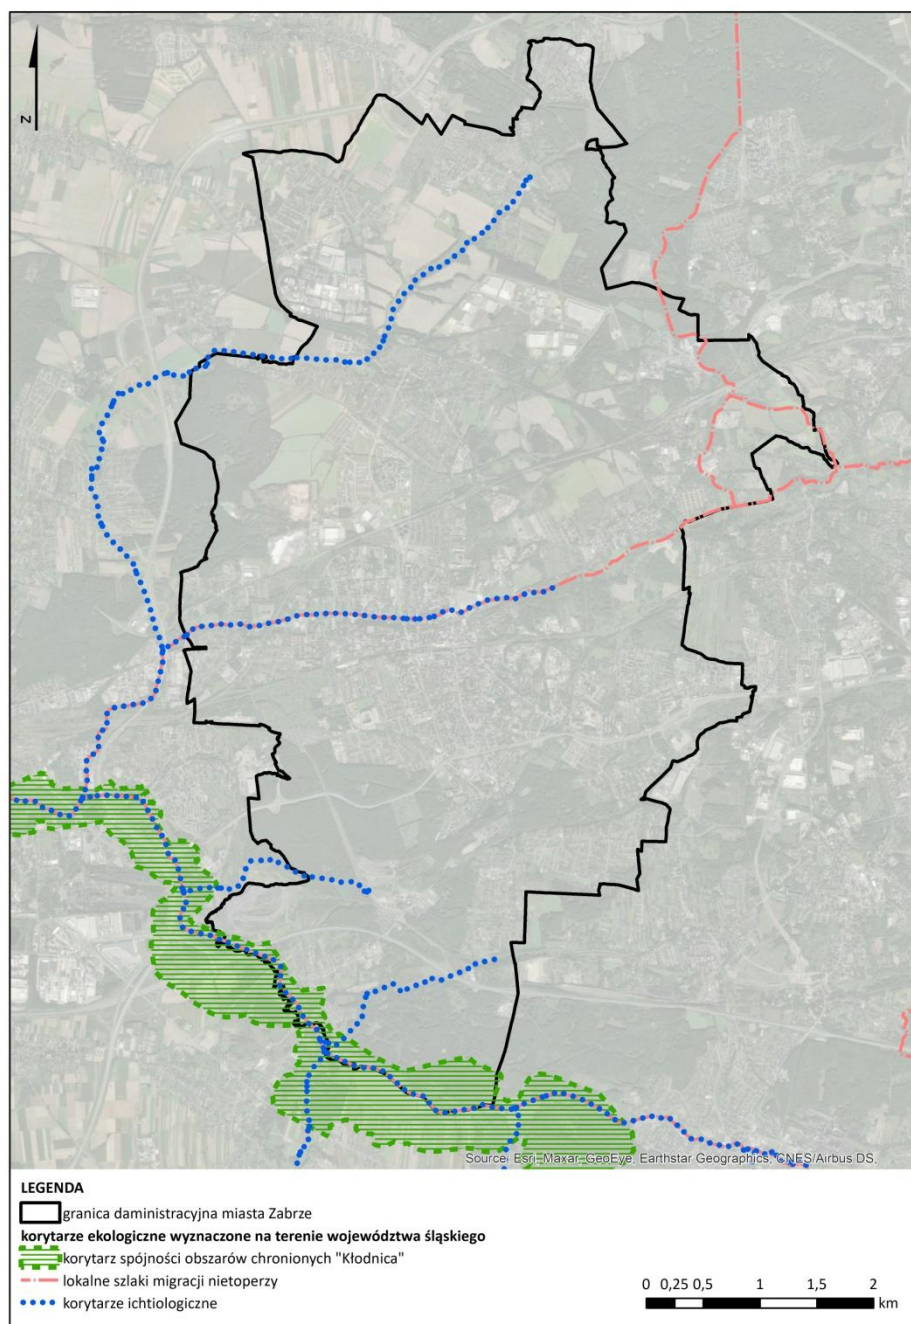 N
Source: Esri, Maxar, GeoEye, Earthstar Geographics, CNES/Airbus DS,
LEGENDA
granica daministracyjna miasta Zabrze
korytarze ekologiczne wyznaczone na terenie województwa śląskiego
korytarz spójności obszarów chronionych "Kłodnica"
lokalne szlaki migracji nietoperzy
korytarze ichtiologiczne
0 0,25 0,5 1 1,5 2
km